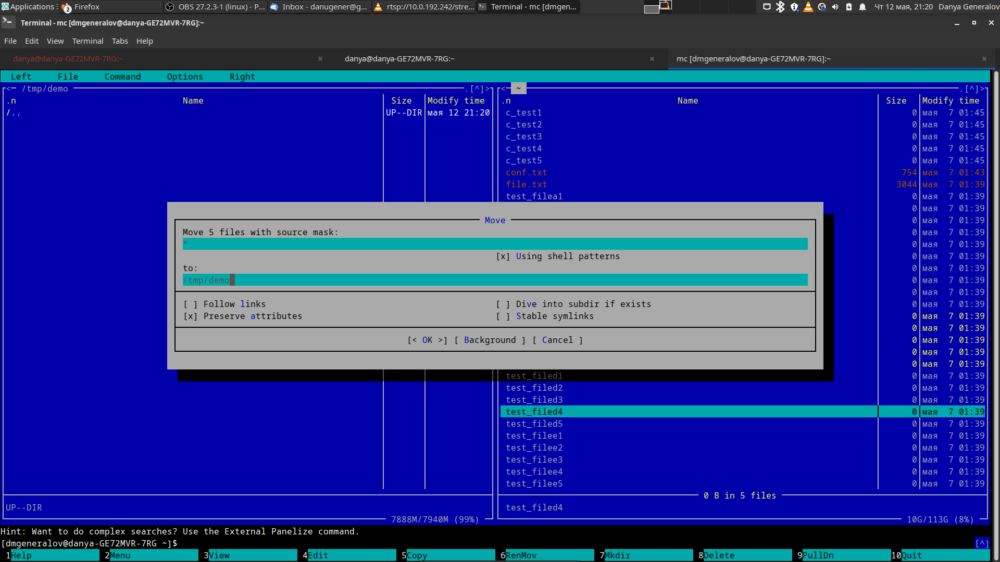 Applications Firefox OBS 27.2.3-1 (linux) - P... Inbox - danugener@g... rtsp://10.0.192.242/stre... Terminal - mc [dmgen... Чт 12 мая, 21:20 Danya Generalov
2
Terminal - mc [dmgeneralov@danya-GE72MVR-7RG]:~
File Edit View Terminal Tabs Help
danya@danya-GE72MVR-7RG:~ × danya@danya-GE72MVR-7RG:~ × mc [dmgeneralov@danya-GE72MVR-7RG]:~ ×
Left File Command Options Right
<─ /tmp/demo .[^]> <─ ~ .[^]>
.n Name Size Modify time .n Name Size Modify time
/.. UP--DIR мая 12 21:20 c_test1 0 мая 7 01:45
c_test2 0 мая 7 01:45
c_test3 0 мая 7 01:45
c_test4 0 мая 7 01:45
c_test5 0 мая 7 01:45
conf.txt 754 мая 7 01:43
file.txt 3044 мая 7 01:39
test_filea1 0 мая 7 01:39
0 мая 7 01:39
Move 0 мая 7 01:39
Move 5 files with source mask: 0 мая 7 01:39
* 0 мая 7 01:39
[x] Using shell patterns 0 мая 7 01:39
to: 0 мая 7 01:39
/tmp/demo 0 мая 7 01:39
0 мая 7 01:39
[ ] Follow links [ ] Dive into subdir if exists 0 мая 7 01:39
[x] Preserve attributes [ ] Stable symlinks 0 мая 7 01:39
0 мая 7 01:39
[< OK >] [ Background ] [ Cancel ] 0 мая 7 01:39
0 мая 7 01:39
0 мая 7 01:39
test_filed1 0 мая 7 01:39
test_filed2 0 мая 7 01:39
test_filed3 0 мая 7 01:39
test_filed4 0 мая 7 01:39
test_filed5 0 мая 7 01:39
test_filee1 0 мая 7 01:39
test_filee2 0 мая 7 01:39
test_filee3 0 мая 7 01:39
test_filee4 0 мая 7 01:39
test_filee5 0 мая 7 01:39
0 B in 5 files
UP--DIR test_filed4
7888M/7940M (99%) 10G/113G (8%)
Hint: Want to do complex searches? Use the External Panelize command.
[dmgeneralov@danya-GE72MVR-7RG ~]$ [^]
1Help 2Menu 3View 4Edit 5Copy 6RenMov 7Mkdir 8Delete 9PullDn 10Quit